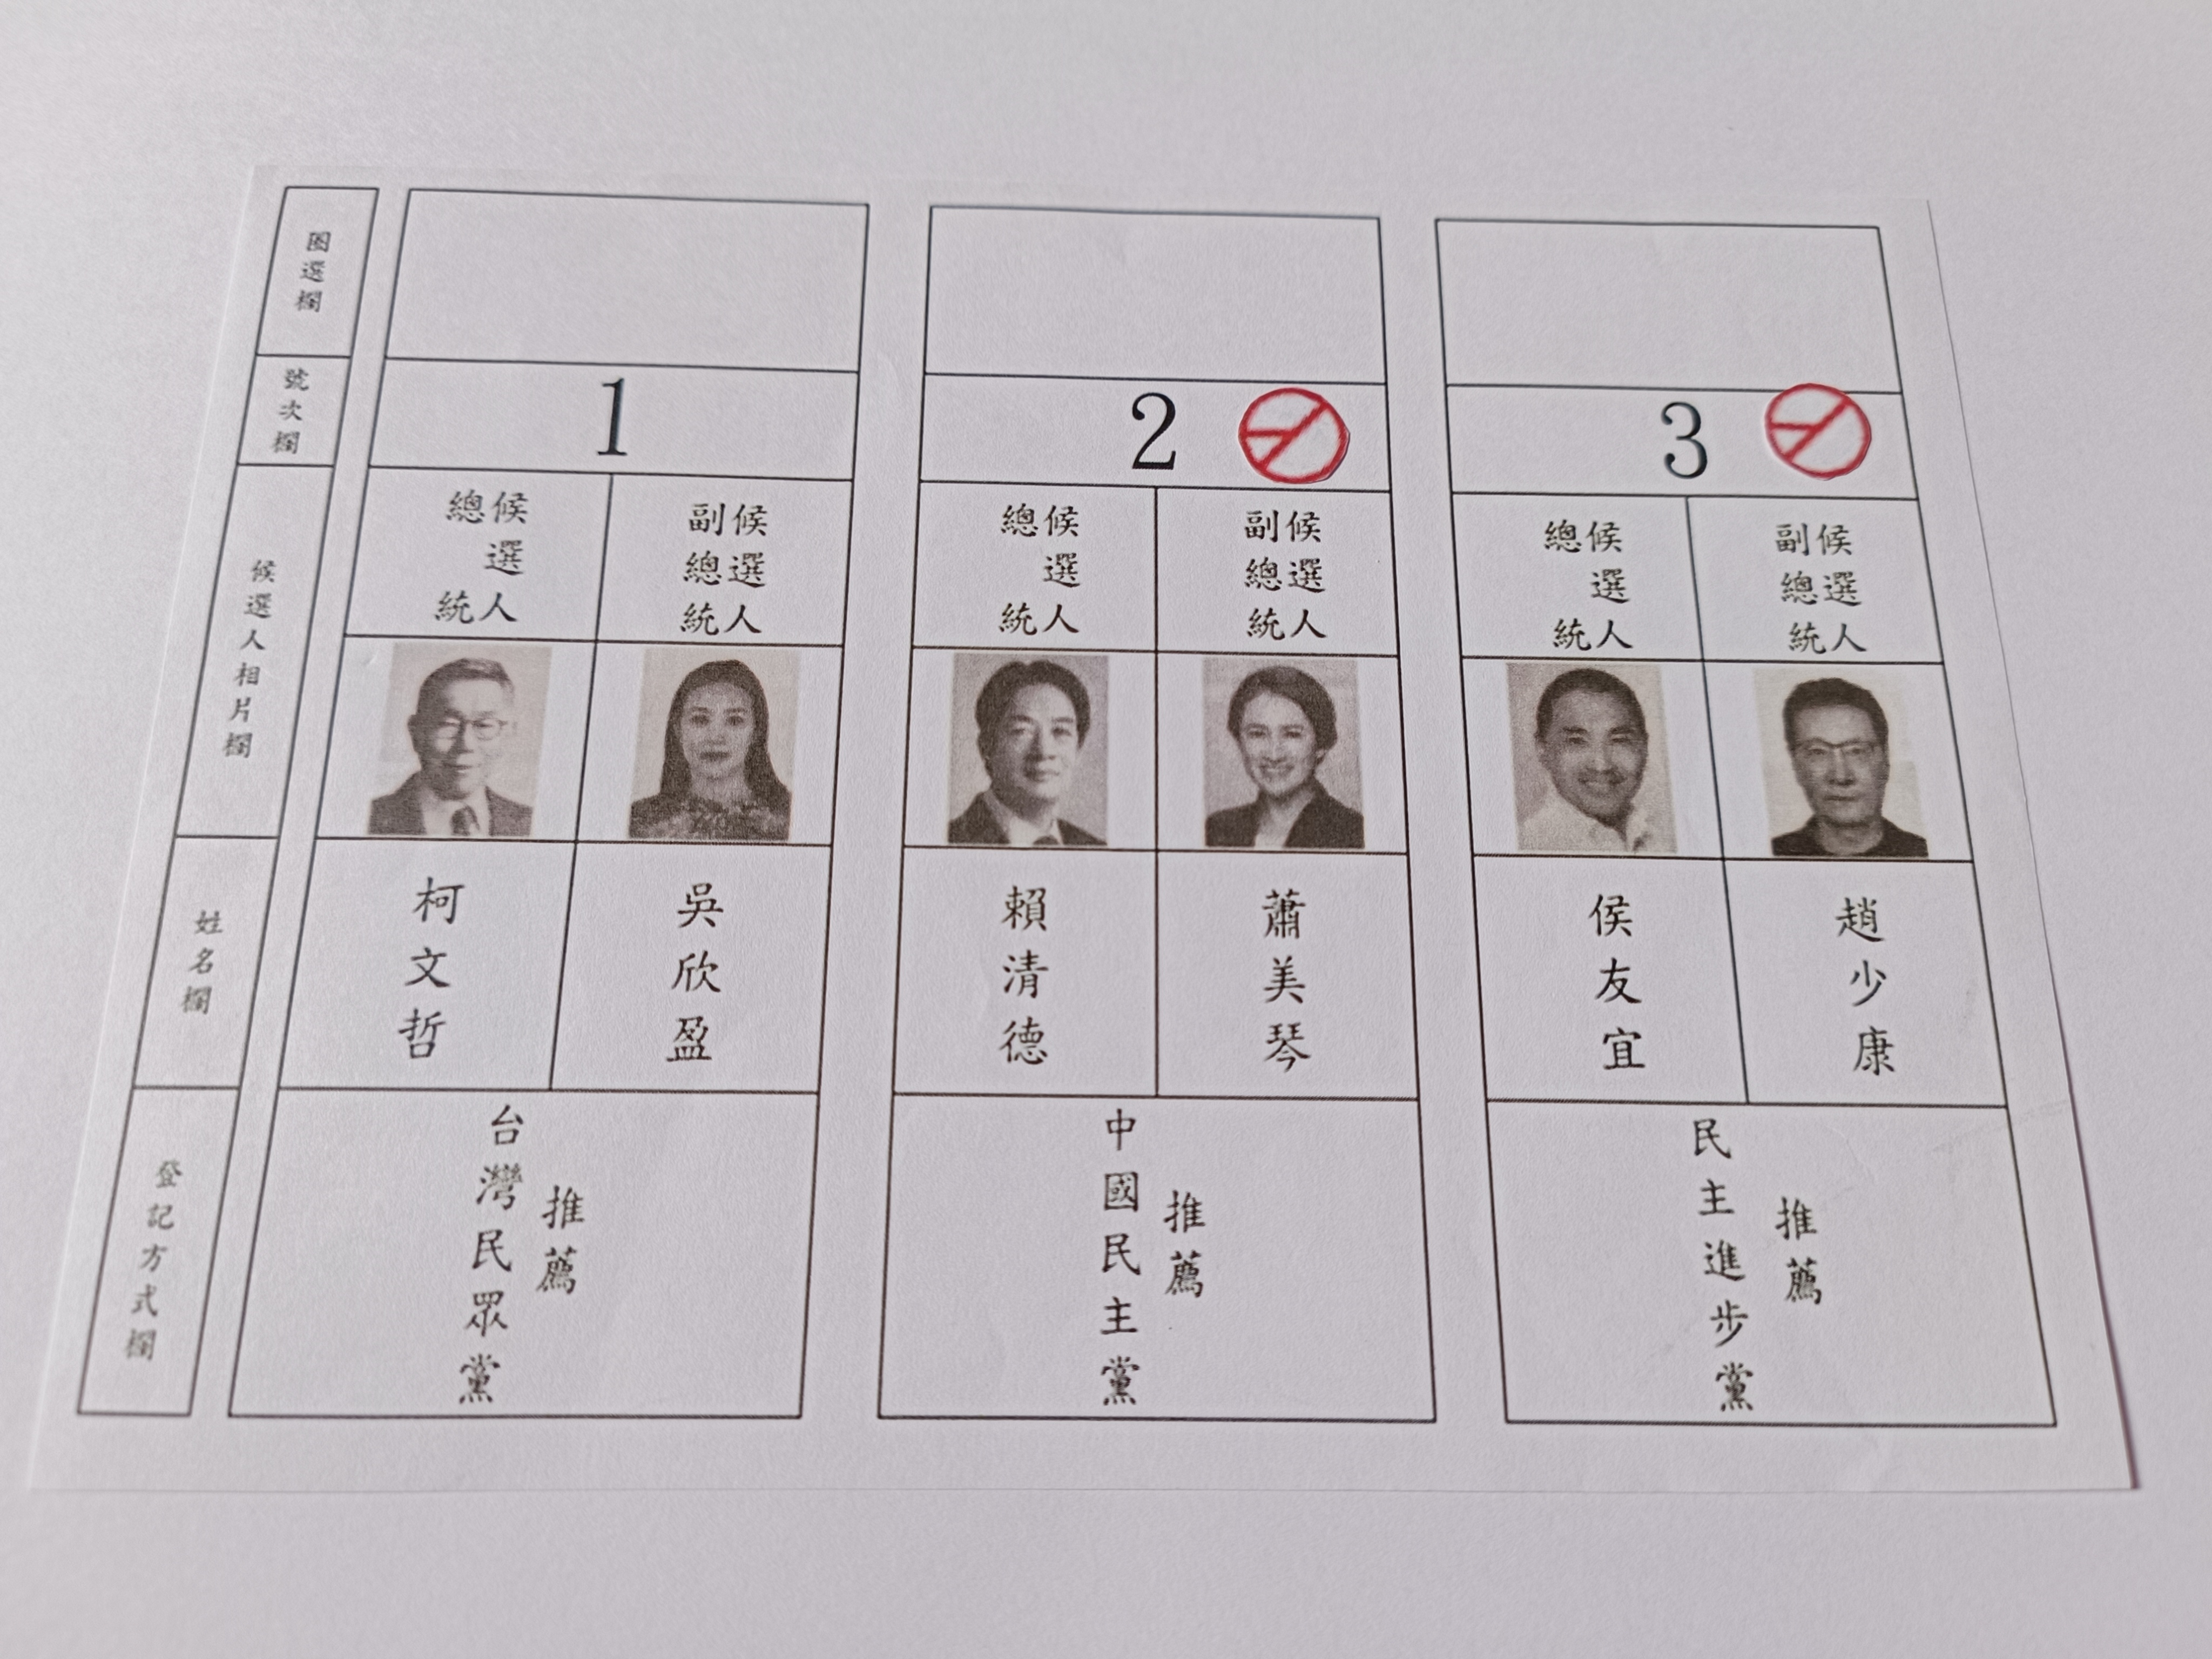 圈選欄
號次欄
候選人相片欄
姓名欄
登記方式欄
1
總統候選人
副總統候選人
柯文哲
吳欣盈
台灣民眾黨
推薦
2
總統候選人
副總統候選人
賴清德
蕭美琴
中國民主黨
推薦
3
總統候選人
副總統候選人
侯友宜
趙少康
民主進步黨
推薦